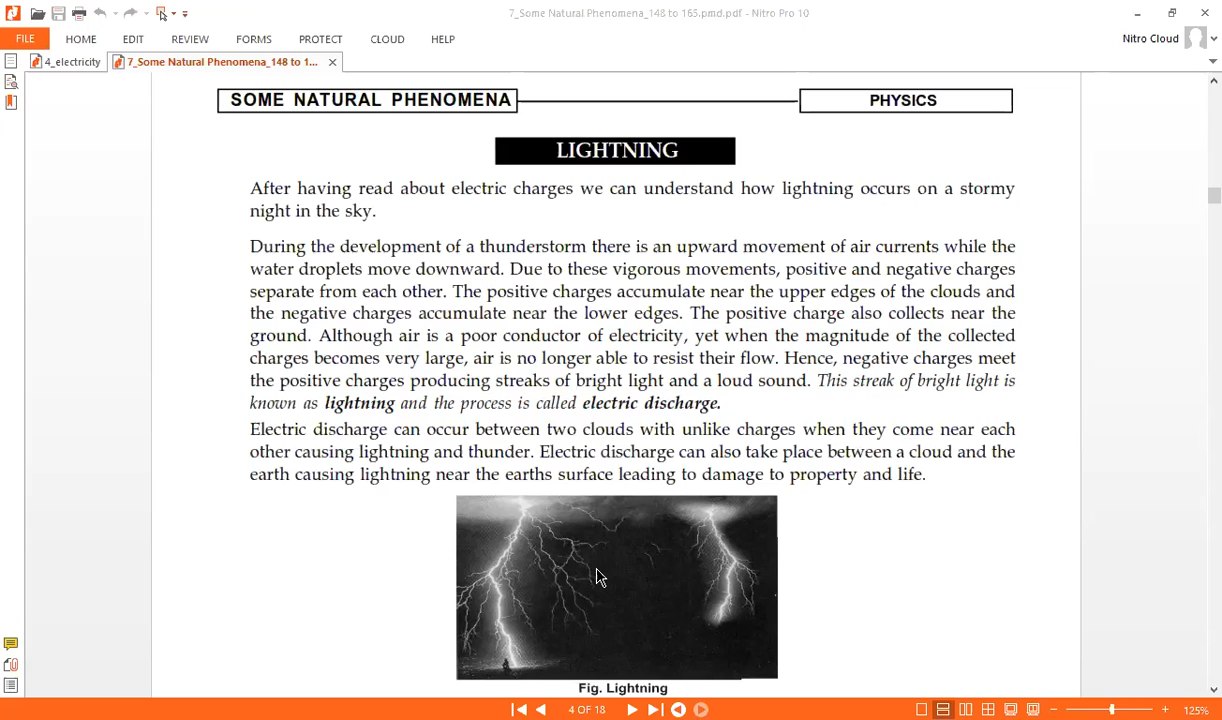 7_Some Natural Phenomena_148 to 165.pmd.pdf - Nitro Pro 10
FILE HOME EDIT REVIEW FORMS PROTECT CLOUD HELP Nitro Cloud
4_electricity 7_Some Natural Phenomena_148 to 1...
SOME NATURAL PHENOMENA PHYSICS
LIGHTNING
After having read about electric charges we can understand how lightning occurs on a stormy
night in the sky.
During the development of a thunderstorm there is an upward movement of air currents while the
water droplets move downward. Due to these vigorous movements, positive and negative charges
separate from each other. The positive charges accumulate near the upper edges of the clouds and
the negative charges accumulate near the lower edges. The positive charge also collects near the
ground. Although air is a poor conductor of electricity, yet when the magnitude of the collected
charges becomes very large, air is no longer able to resist their flow. Hence, negative charges meet
the positive charges producing streaks of bright light and a loud sound. This streak of bright light is
known as lightning and the process is called electric discharge.
Electric discharge can occur between two clouds with unlike charges when they come near each
other causing lightning and thunder. Electric discharge can also take place between a cloud and the
earth causing lightning near the earths surface leading to damage to property and life.
Fig. Lightning
4 OF 18
125%